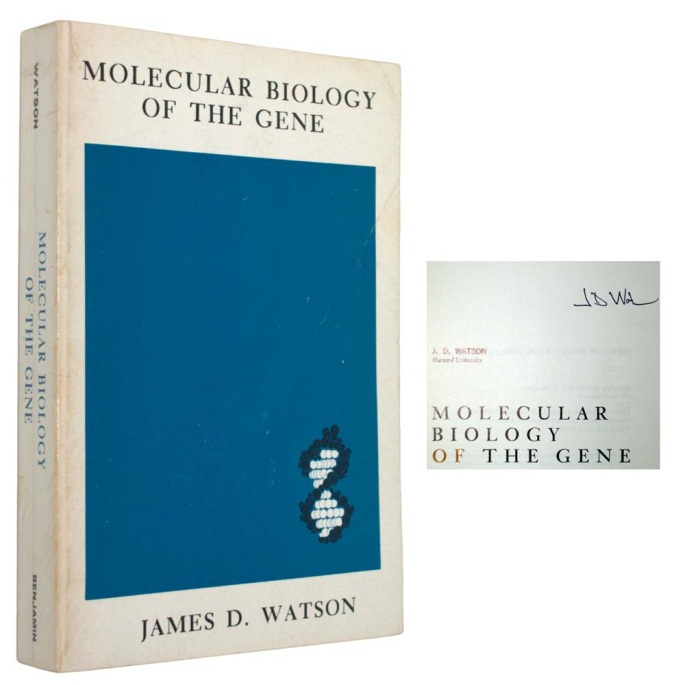 WATSON
MOLECULAR BIOLOGY
OF THE GENE
BENJAMIN
MOLECULAR BIOLOGY
OF THE GENE
JAMES D. WATSON
J D Wa
J. D. WATSON
Harvard University
MOLECULAR
BIOLOGY
OF THE GENE